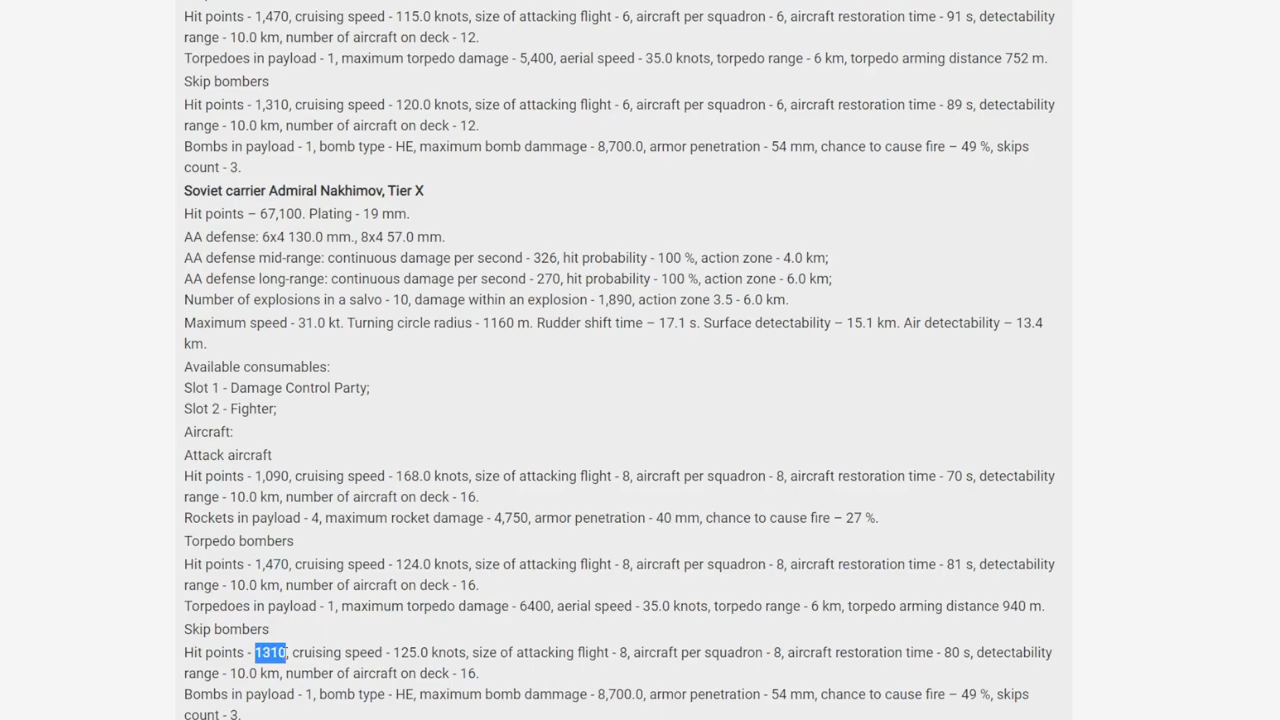 Hit points - 1,470, cruising speed - 115.0 knots, size of attacking flight - 6, aircraft per squadron - 6, aircraft restoration time - 91 s, detectability
range - 10.0 km, number of aircraft on deck - 12.
Torpedoes in payload - 1, maximum torpedo damage - 5,400, aerial speed - 35.0 knots, torpedo range - 6 km, torpedo arming distance 752 m.
Skip bombers
Hit points - 1,310, cruising speed - 120.0 knots, size of attacking flight - 6, aircraft per squadron - 6, aircraft restoration time - 89 s, detectability
range - 10.0 km, number of aircraft on deck - 12.
Bombs in payload - 1, bomb type - HE, maximum bomb dammage - 8,700.0, armor penetration - 54 mm, chance to cause fire – 49 %, skips
count - 3.
Soviet carrier Admiral Nakhimov, Tier X
Hit points – 67,100. Plating - 19 mm.
AA defense: 6x4 130.0 mm., 8x4 57.0 mm.
AA defense mid-range: continuous damage per second - 326, hit probability - 100 %, action zone - 4.0 km;
AA defense long-range: continuous damage per second - 270, hit probability - 100 %, action zone - 6.0 km;
Number of explosions in a salvo - 10, damage within an explosion - 1,890, action zone 3.5 - 6.0 km.
Maximum speed - 31.0 kt. Turning circle radius - 1160 m. Rudder shift time – 17.1 s. Surface detectability – 15.1 km. Air detectability – 13.4
km.
Available consumables:
Slot 1 - Damage Control Party;
Slot 2 - Fighter;
Aircraft:
Attack aircraft
Hit points - 1,090, cruising speed - 168.0 knots, size of attacking flight - 8, aircraft per squadron - 8, aircraft restoration time - 70 s, detectability
range - 10.0 km, number of aircraft on deck - 16.
Rockets in payload - 4, maximum rocket damage - 4,750, armor penetration - 40 mm, chance to cause fire – 27 %.
Torpedo bombers
Hit points - 1,470, cruising speed - 124.0 knots, size of attacking flight - 8, aircraft per squadron - 8, aircraft restoration time - 81 s, detectability
range - 10.0 km, number of aircraft on deck - 16.
Torpedoes in payload - 1, maximum torpedo damage - 6400, aerial speed - 35.0 knots, torpedo range - 6 km, torpedo arming distance 940 m.
Skip bombers
Hit points - 1310, cruising speed - 125.0 knots, size of attacking flight - 8, aircraft per squadron - 8, aircraft restoration time - 80 s, detectability
range - 10.0 km, number of aircraft on deck - 16.
Bombs in payload - 1, bomb type - HE, maximum bomb dammage - 8,700.0, armor penetration - 54 mm, chance to cause fire – 49 %, skips
count - 3.